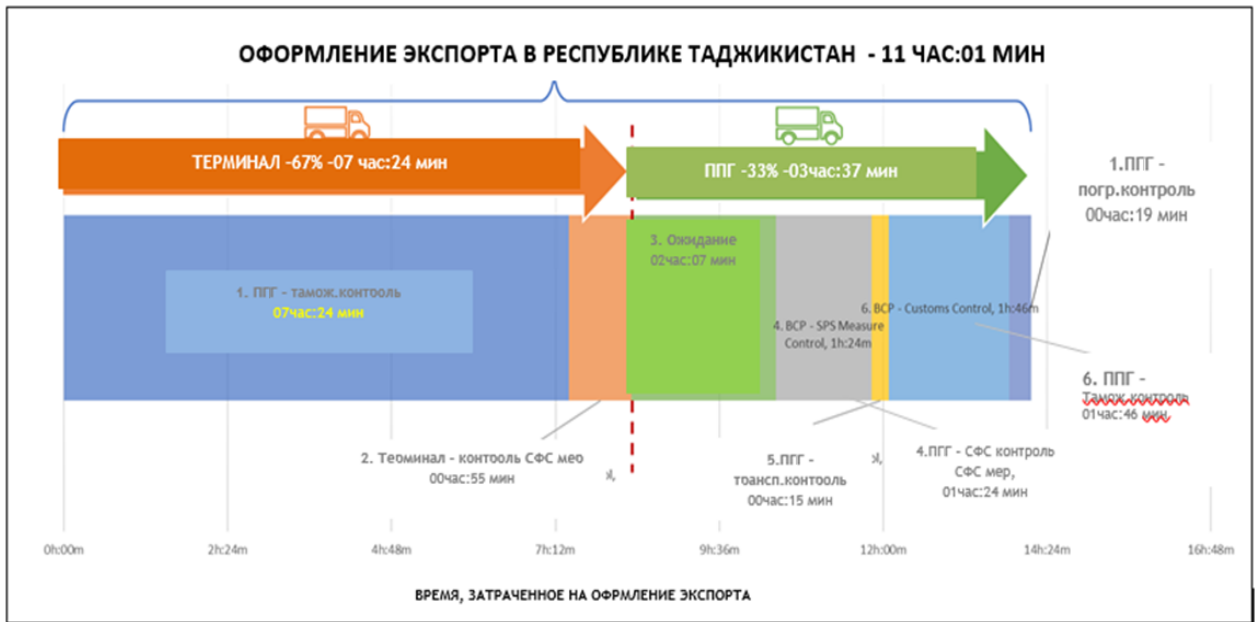 ОФОРМЛЕНИЕ ЭКСПОРТА В РЕСПУБЛИКЕ ТАДЖИКИСТАН - 11 ЧАС:01 МИН
ТЕРМИНАЛ -67% -07 час:24 мин
ППГ -33% -03час:37 мин
1.ППГ -
погр.контроль
00час:19 мин
3. Ожидание
02час:07 мин
1. ППГ - тамож.контооль
07час:24 мин
6. BCP - Customs Control, 1h:46m
4. BCP - SPS Measure
Control, 1h:24m
6. ППГ -
Тамож.контроль
01час:46 мин,
2. Теоминал - контооль СФС мео
00час:55 мин
5.ПГГ -
тоансп.контооль
00час:15 мин
4.ПГГ - СФС контроль
СФС мер,
01час:24 мин
0h:00m
2h:24m
4h:48m
7h:12m
9h:36m
12h:00m
14h:24m
16h:48m
ВРЕМЯ, ЗАТРАЧЕННОЕ НА ОФРМЛЕНИЕ ЭКСПОРТА